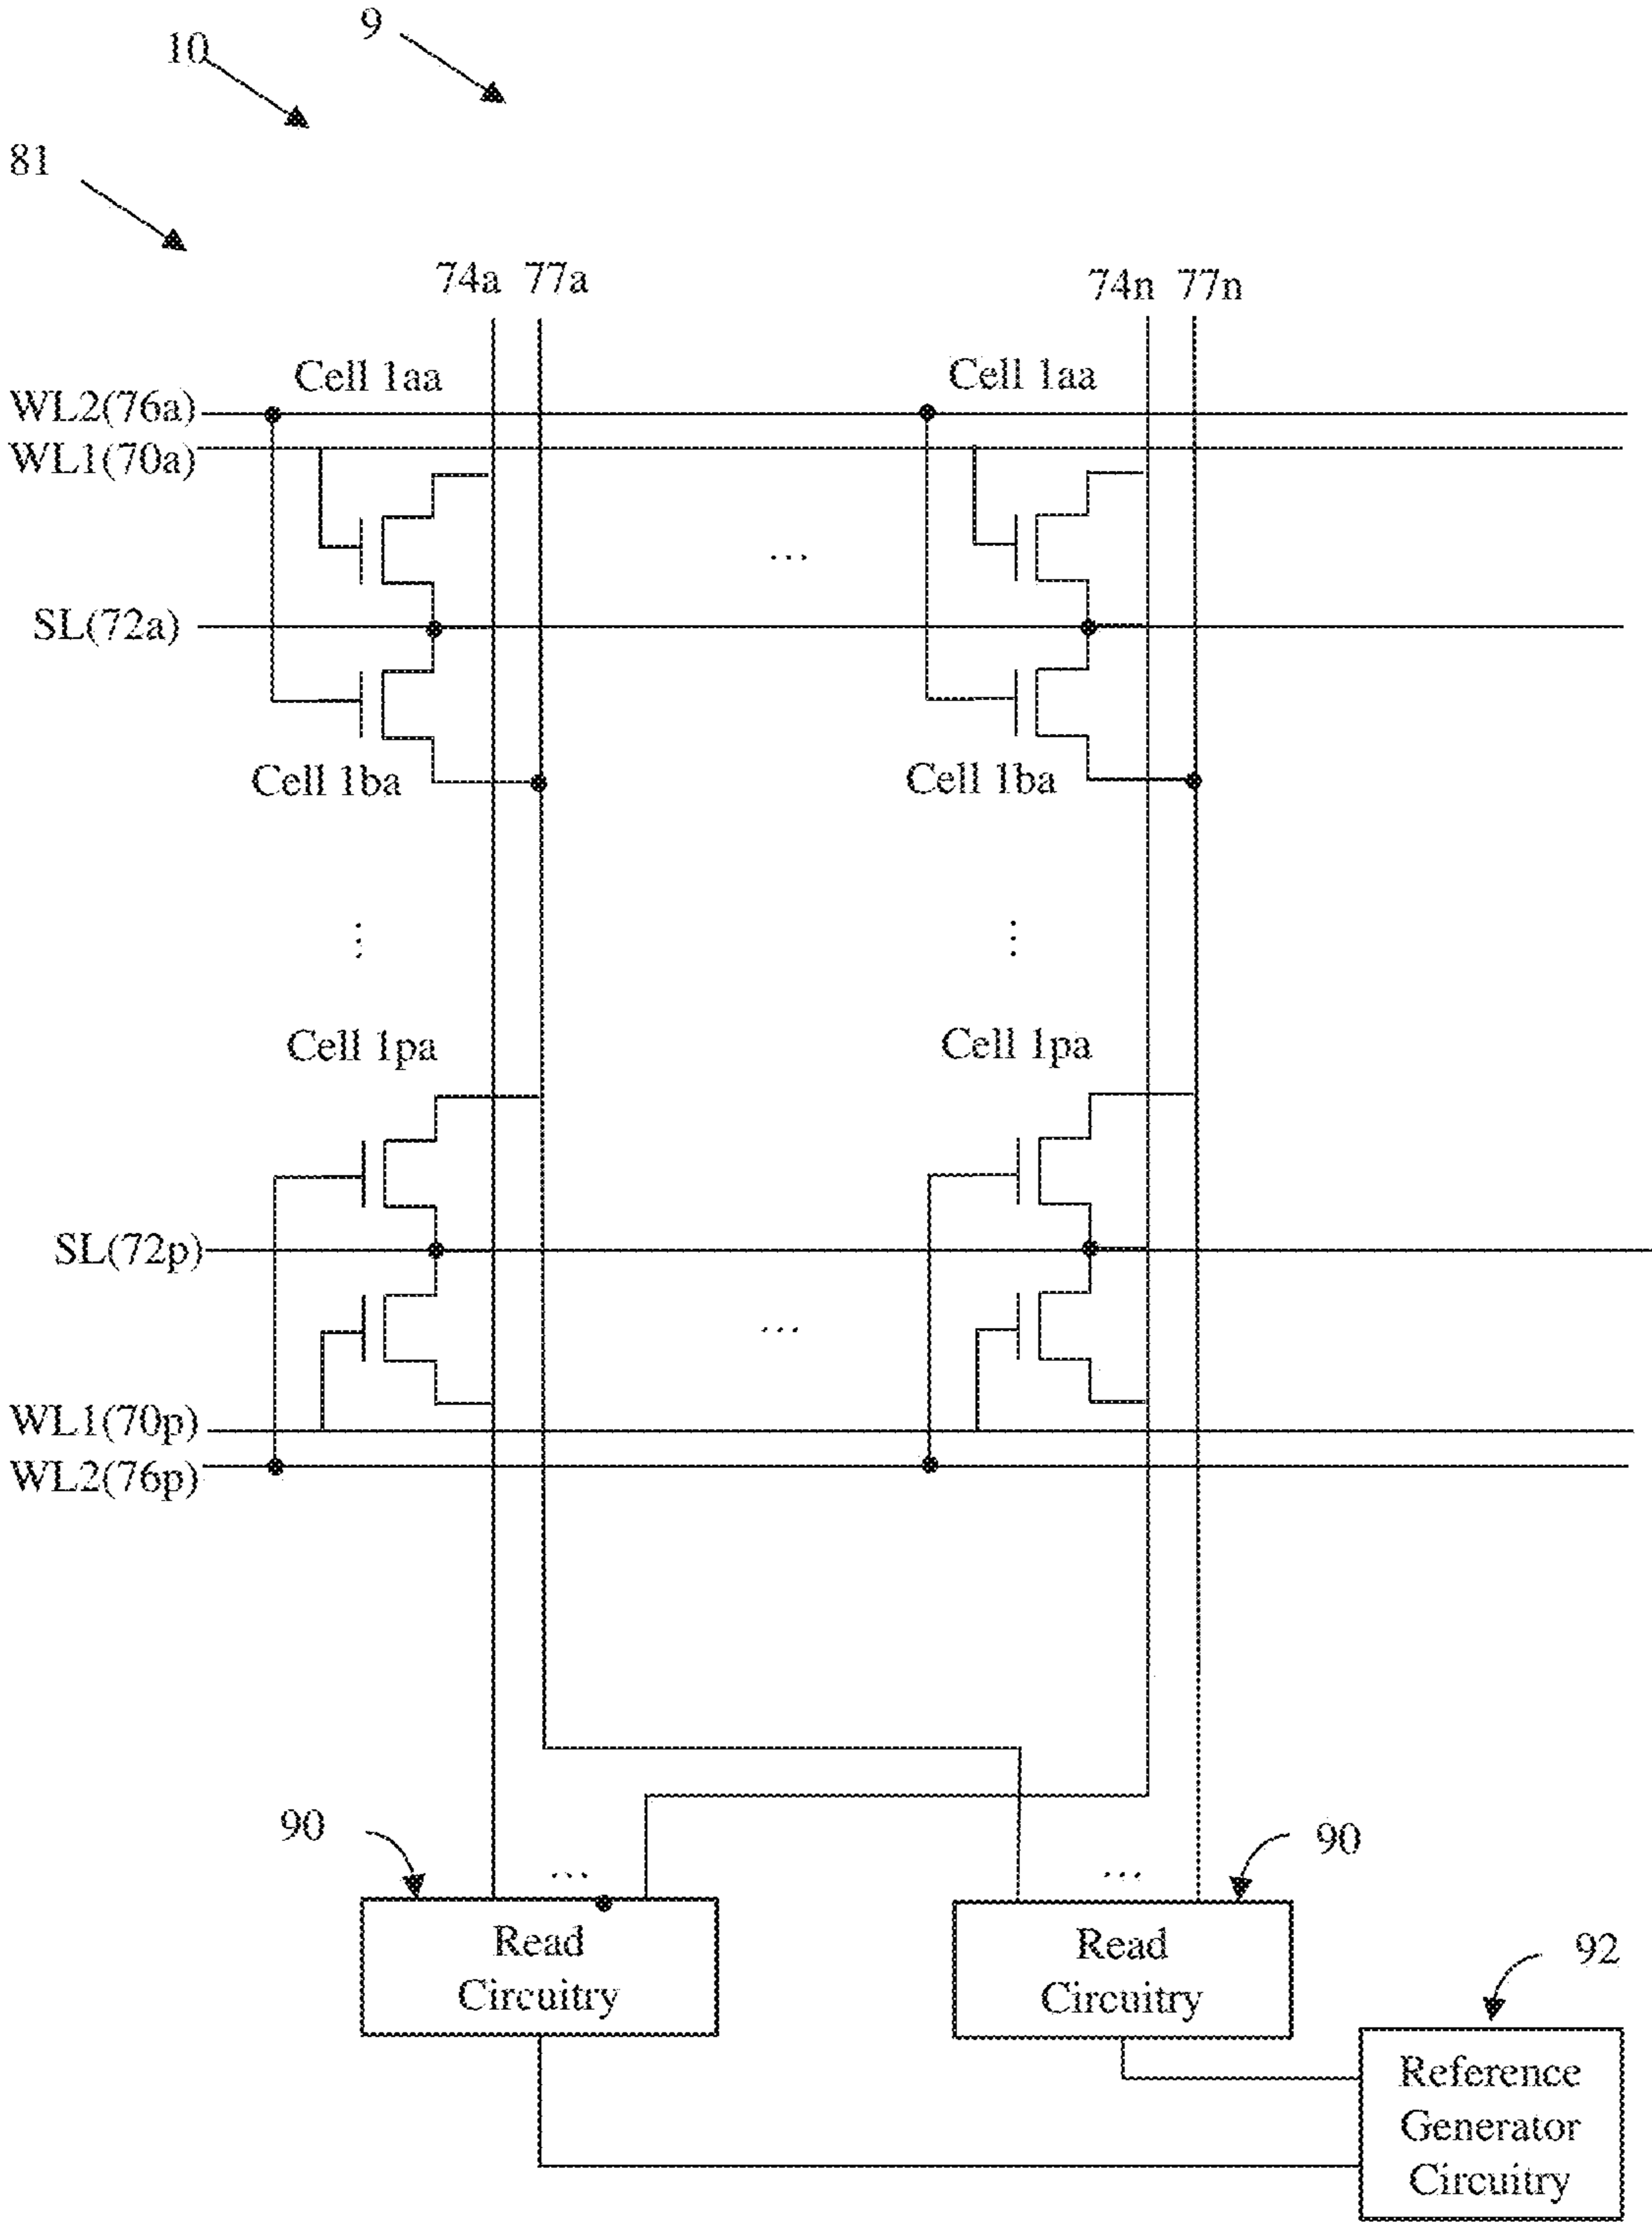 9
10
81
74a 77a
74n 77n
Cell 1aa
Cell 1aa
WL2(76a)
WL1(70a)
...
SL(72a)
Cell 1ba
Cell 1ba
...
...
Cell 1pa
Cell 1pa
SL(72p)
...
WL1(70p)
WL2(76p)
90
90
...
...
Read
Circuitry
Read
Circuitry
92
Reference
Generator
Circuitry